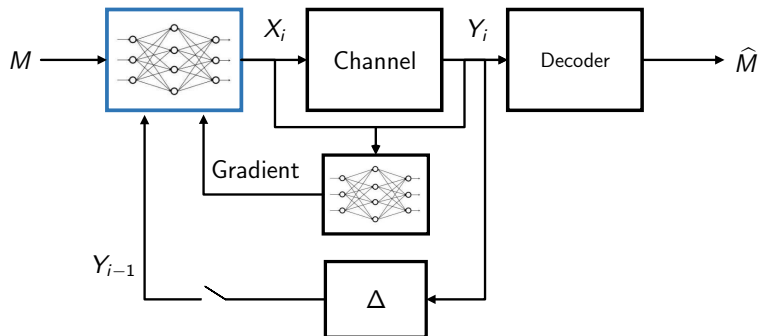 M
X_i
Channel
Y_i
Decoder
M̂
Gradient
Y_{i−1}
Δ